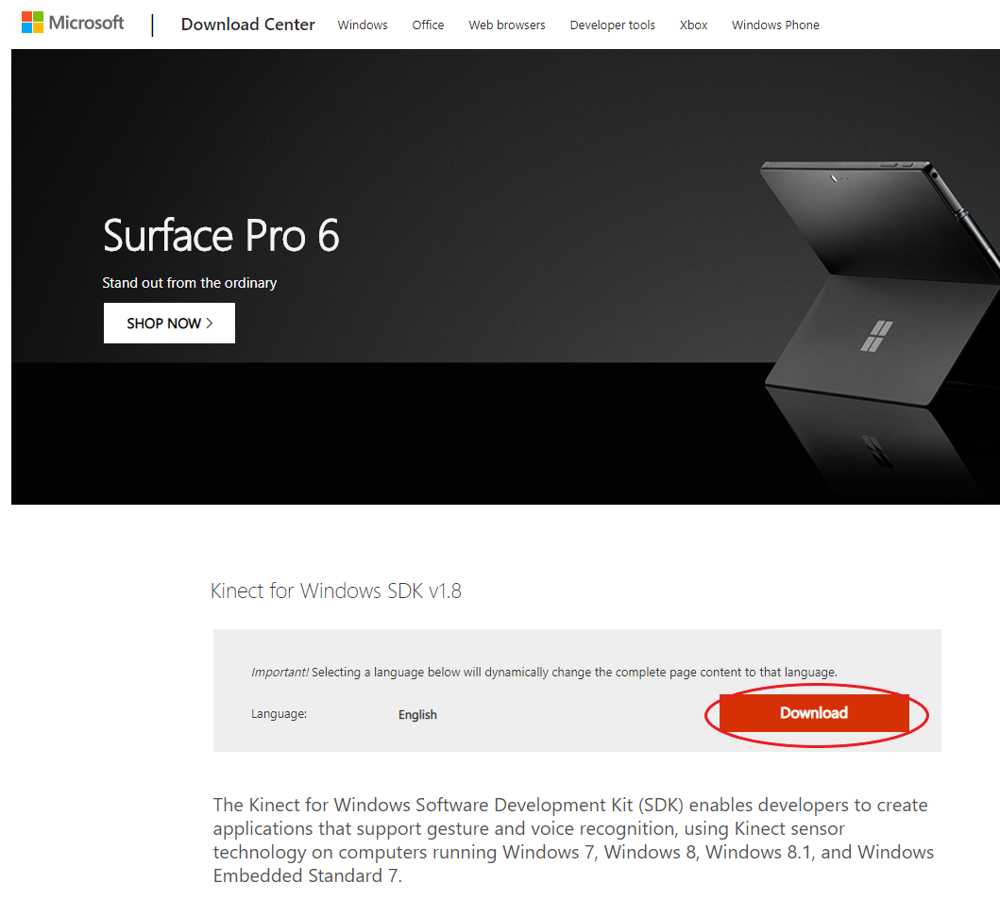 Microsoft | Download Center Windows Office Web browsers Developer tools Xbox Windows Phone
Surface Pro 6
Stand out from the ordinary
SHOP NOW >
Kinect for Windows SDK v1.8
Important! Selecting a language below will dynamically change the complete page content to that language.
Language: English Download
The Kinect for Windows Software Development Kit (SDK) enables developers to create
applications that support gesture and voice recognition, using Kinect sensor
technology on computers running Windows 7, Windows 8, Windows 8.1, and Windows
Embedded Standard 7.